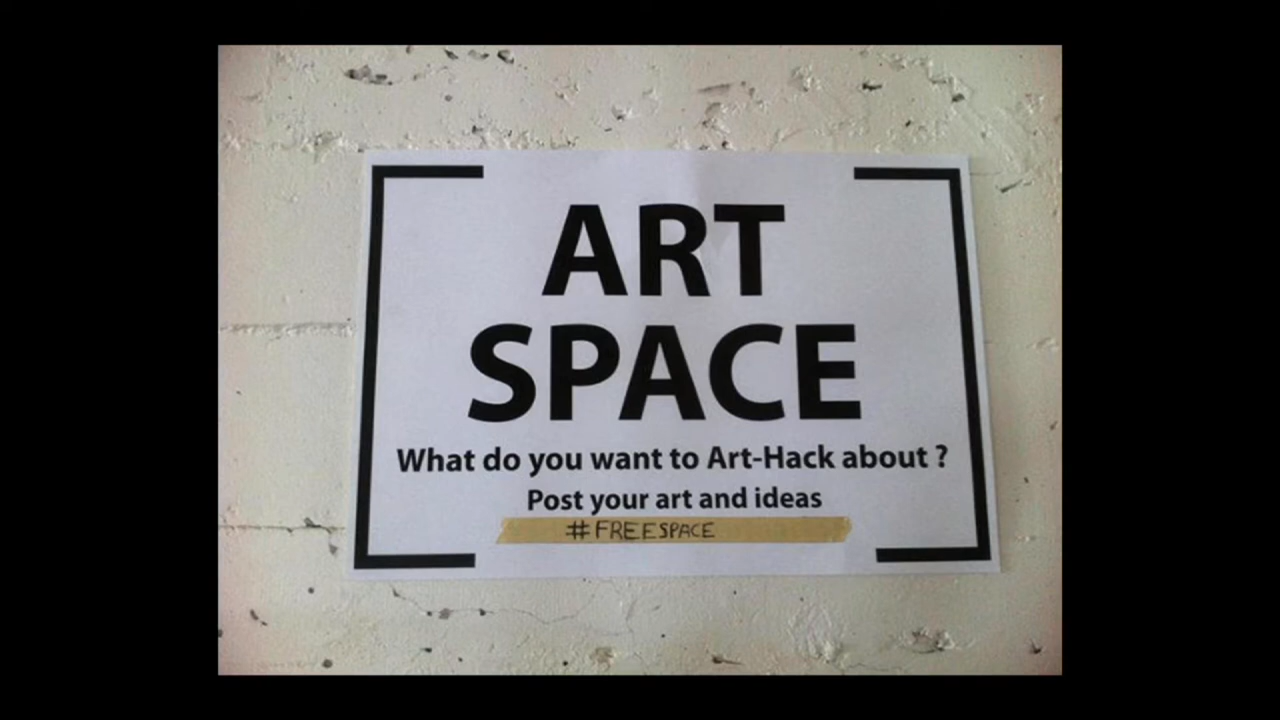 ART
SPACE
What do you want to Art-Hack about ?
Post your art and ideas
#FREESPACE